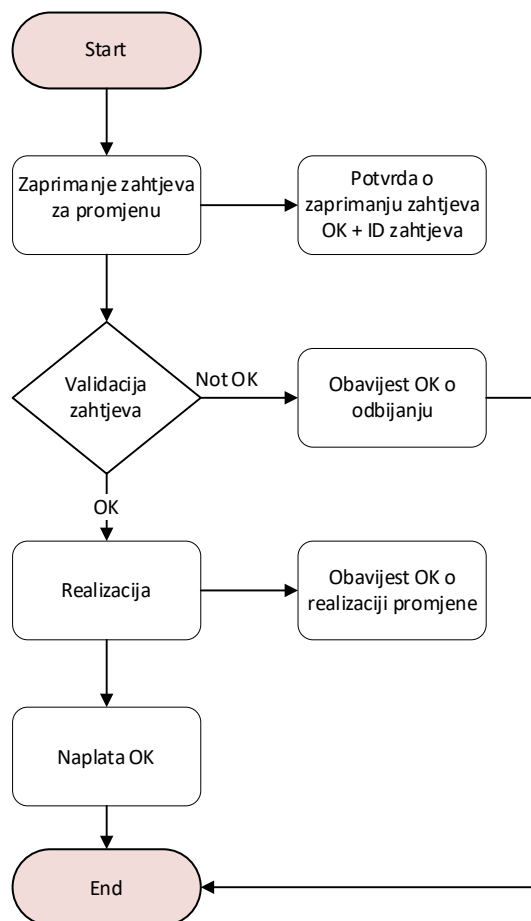 Start
Zaprimanje zahtjeva
za promjenu
Potvrda o
zaprimanju zahtjeva
OK + ID zahtjeva
Validacija
zahtjeva
Not OK
Obavijest OK o
odbijanju
OK
Realizacija
Obavijest OK o
realizaciji promjene
Naplata OK
End